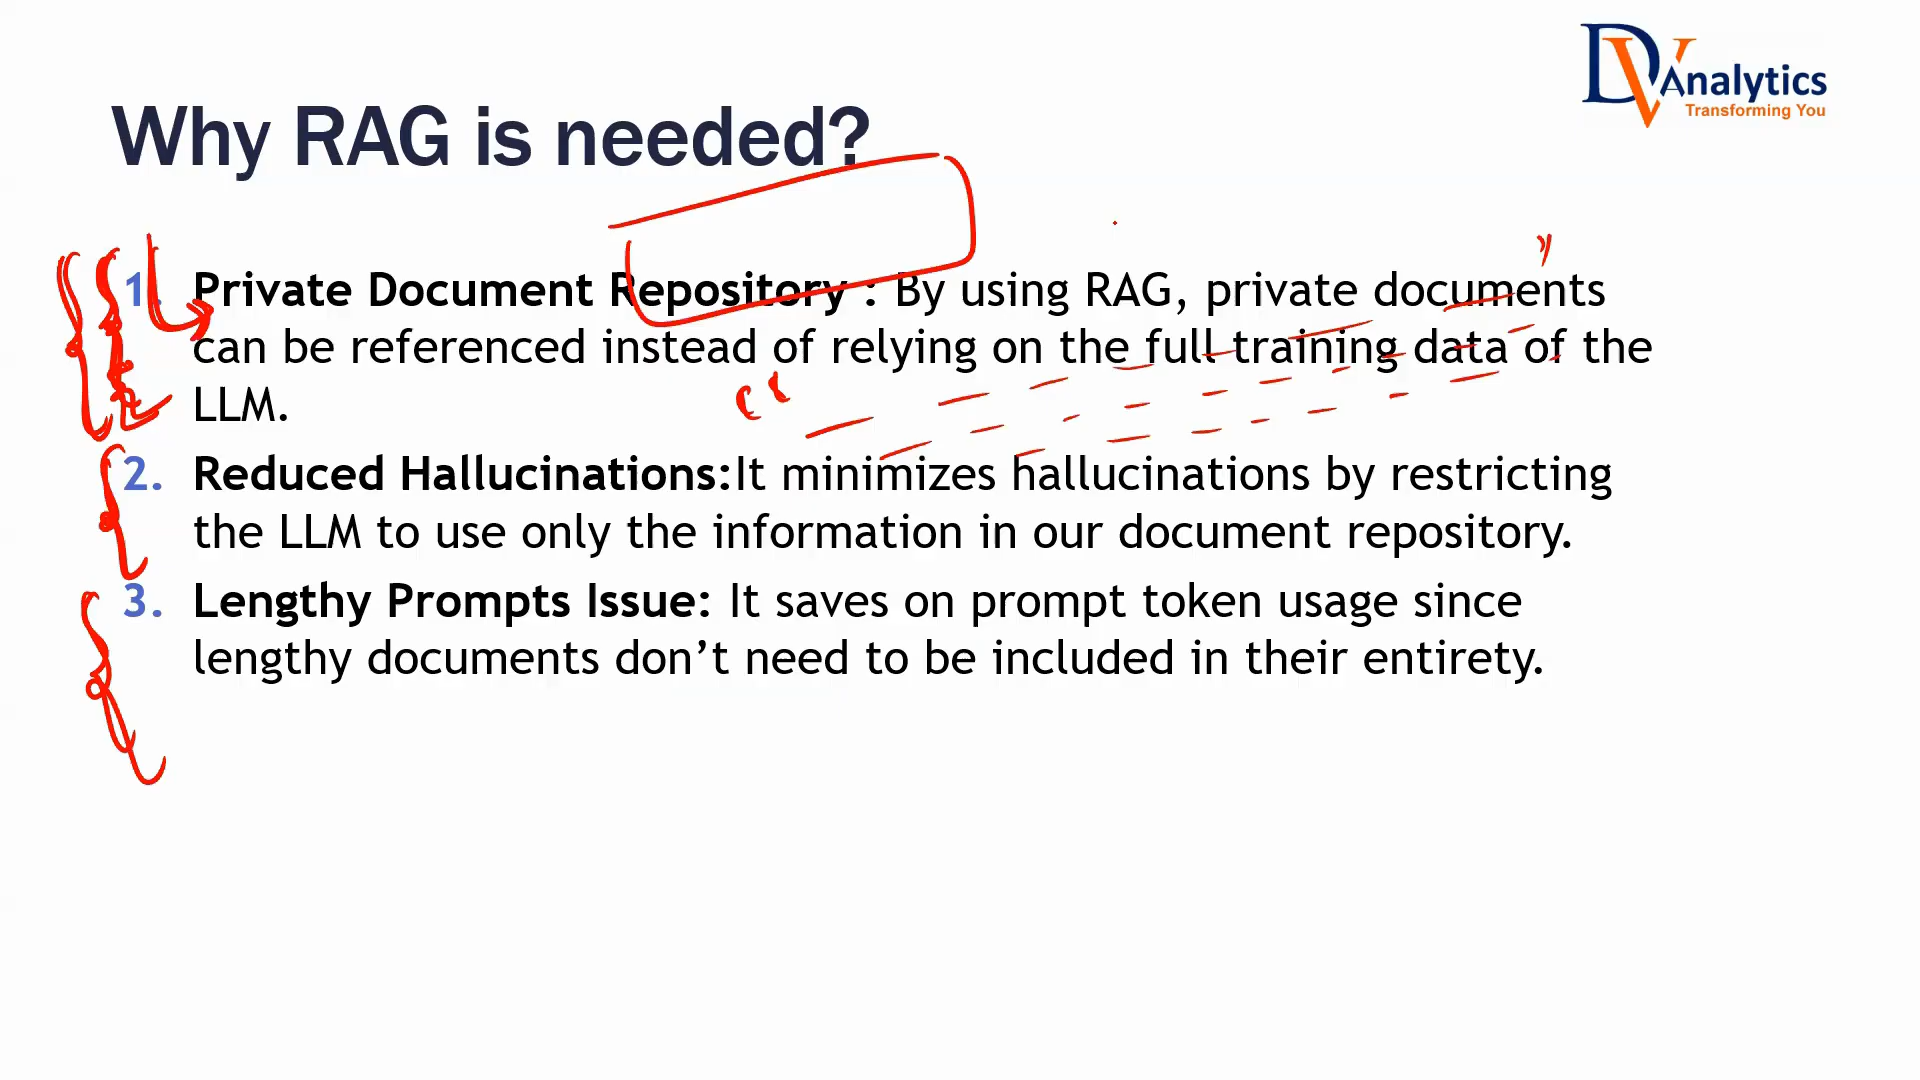 DV Analytics
Transforming You
Why RAG is needed?
1. Private Document Repository : By using RAG, private documents
can be referenced instead of relying on the full training data of the
LLM.
2. Reduced Hallucinations:It minimizes hallucinations by restricting
the LLM to use only the information in our document repository.
3. Lengthy Prompts Issue: It saves on prompt token usage since
lengthy documents don’t need to be included in their entirety.